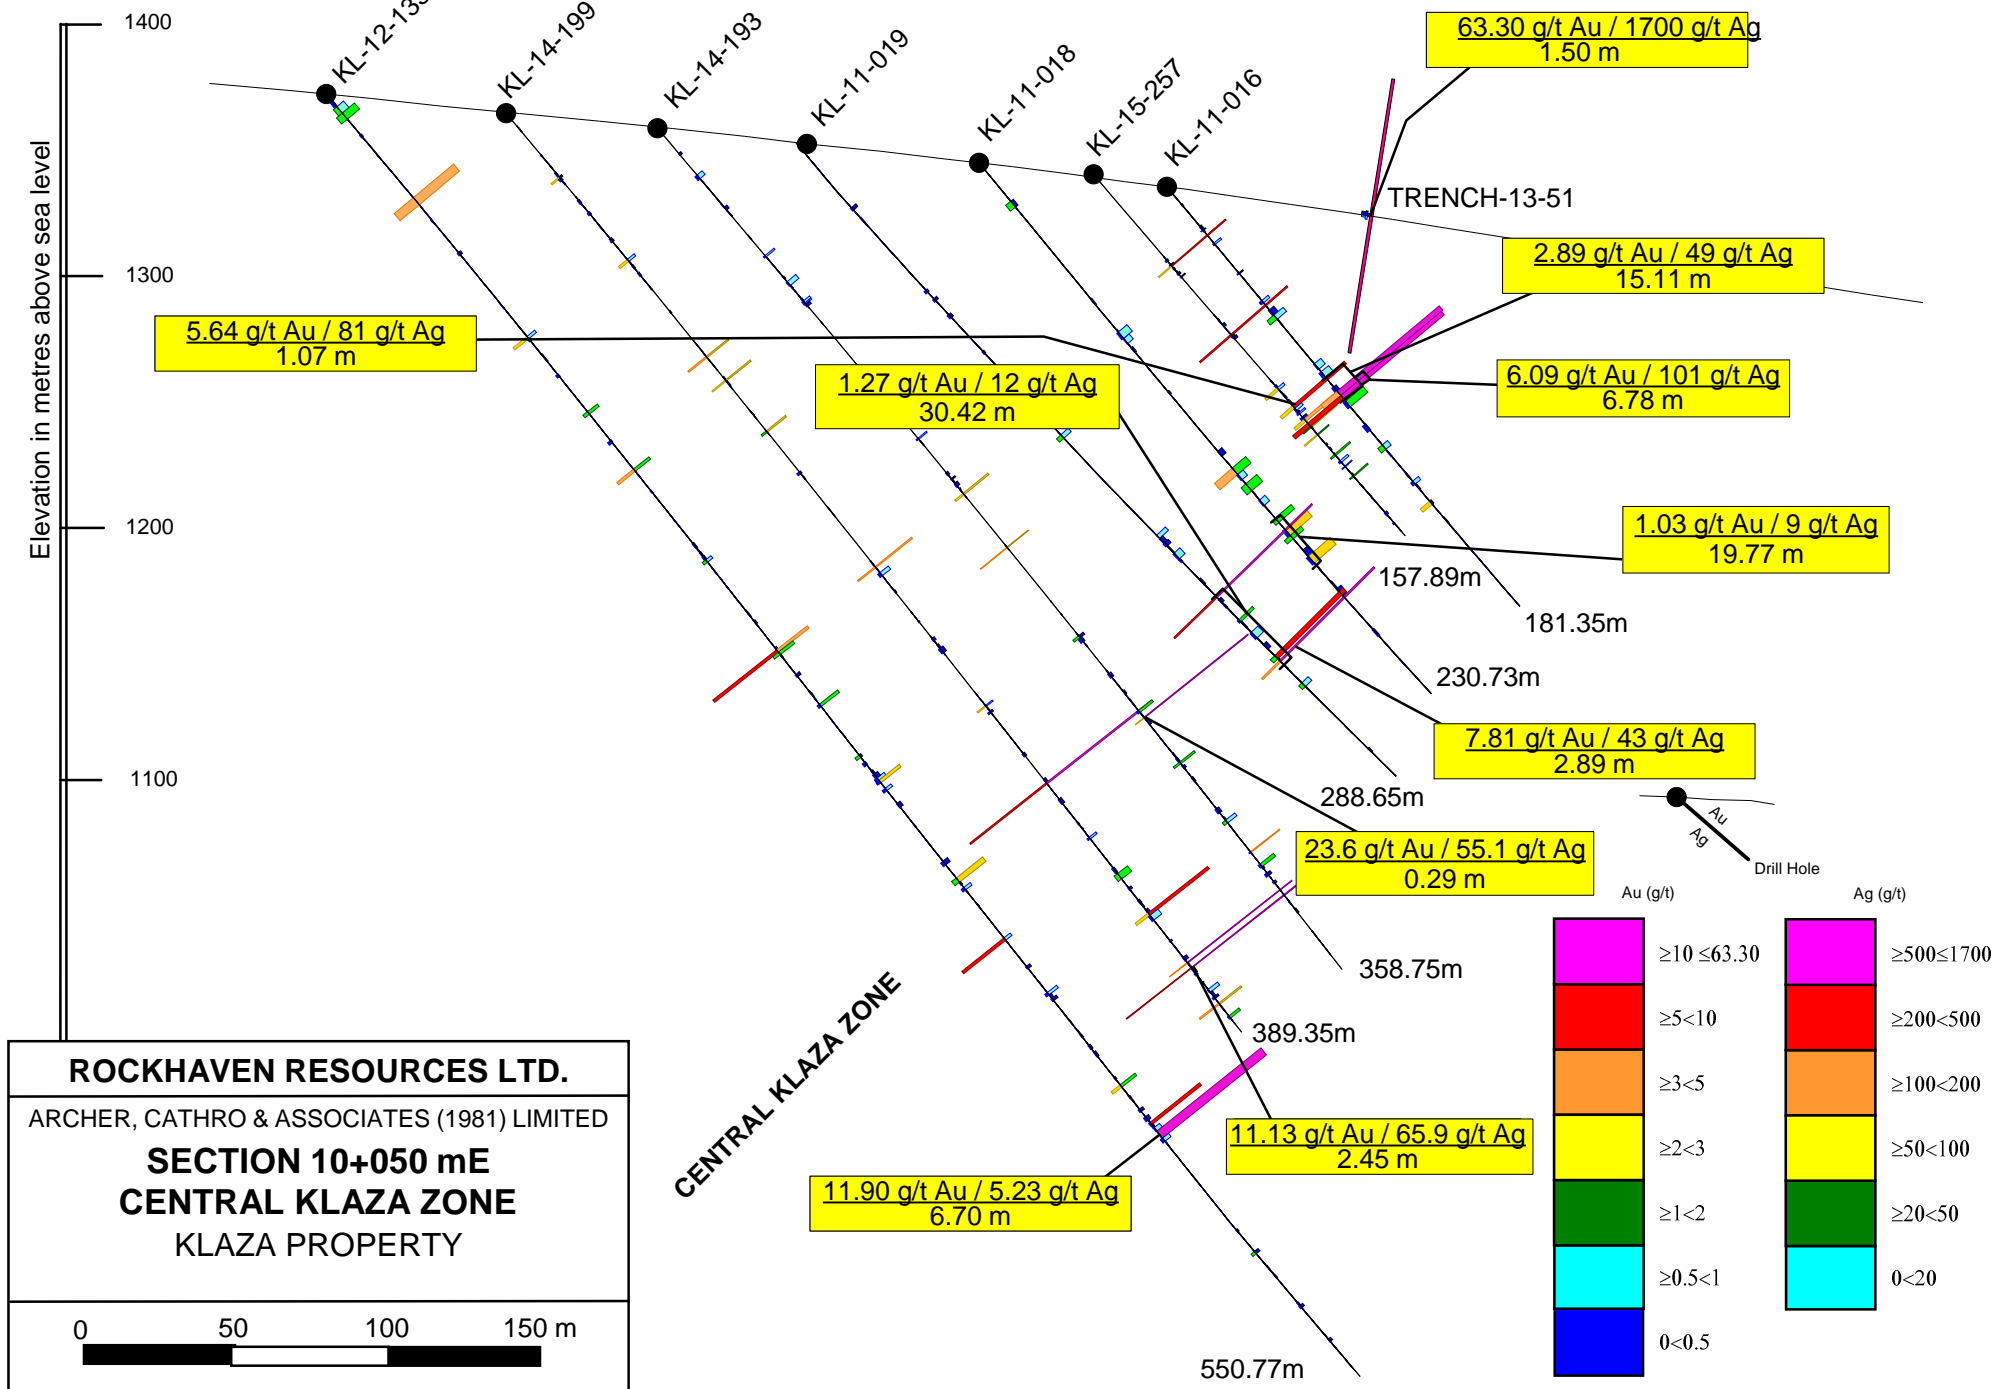 1400
1300
1200
1100
Elevation in metres above sea level
KL-14-199
KL-14-193
KL-11-019
KL-11-018
KL-15-257
KL-11-016
63.30 g/t Au / 1700 g/t Ag
1.50 m
TRENCH-13-51
2.89 g/t Au / 49 g/t Ag
15.11 m
5.64 g/t Au / 81 g/t Ag
1.07 m
1.27 g/t Au / 12 g/t Ag
30.42 m
6.09 g/t Au / 101 g/t Ag
6.78 m
1.03 g/t Au / 9 g/t Ag
19.77 m
157.89m
181.35m
230.73m
7.81 g/t Au / 43 g/t Ag
2.89 m
288.65m
23.6 g/t Au / 55.1 g/t Ag
0.29 m
358.75m
389.35m
11.13 g/t Au / 65.9 g/t Ag
2.45 m
11.90 g/t Au / 5.23 g/t Ag
6.70 m
550.77m
CENTRAL KLAZA ZONE
Au
Ag
Drill Hole
Au (g/t)
≥10 ≤63.30
≥5<10
≥3<5
≥2<3
≥1<2
≥0.5<1
0<0.5
Ag (g/t)
≥500≤1700
≥200<500
≥100<200
≥50<100
≥20<50
0<20
ROCKHAVEN RESOURCES LTD.
ARCHER, CATHRO & ASSOCIATES (1981) LIMITED
SECTION 10+050 mE
CENTRAL KLAZA ZONE
KLAZA PROPERTY
0 50 100 150 m